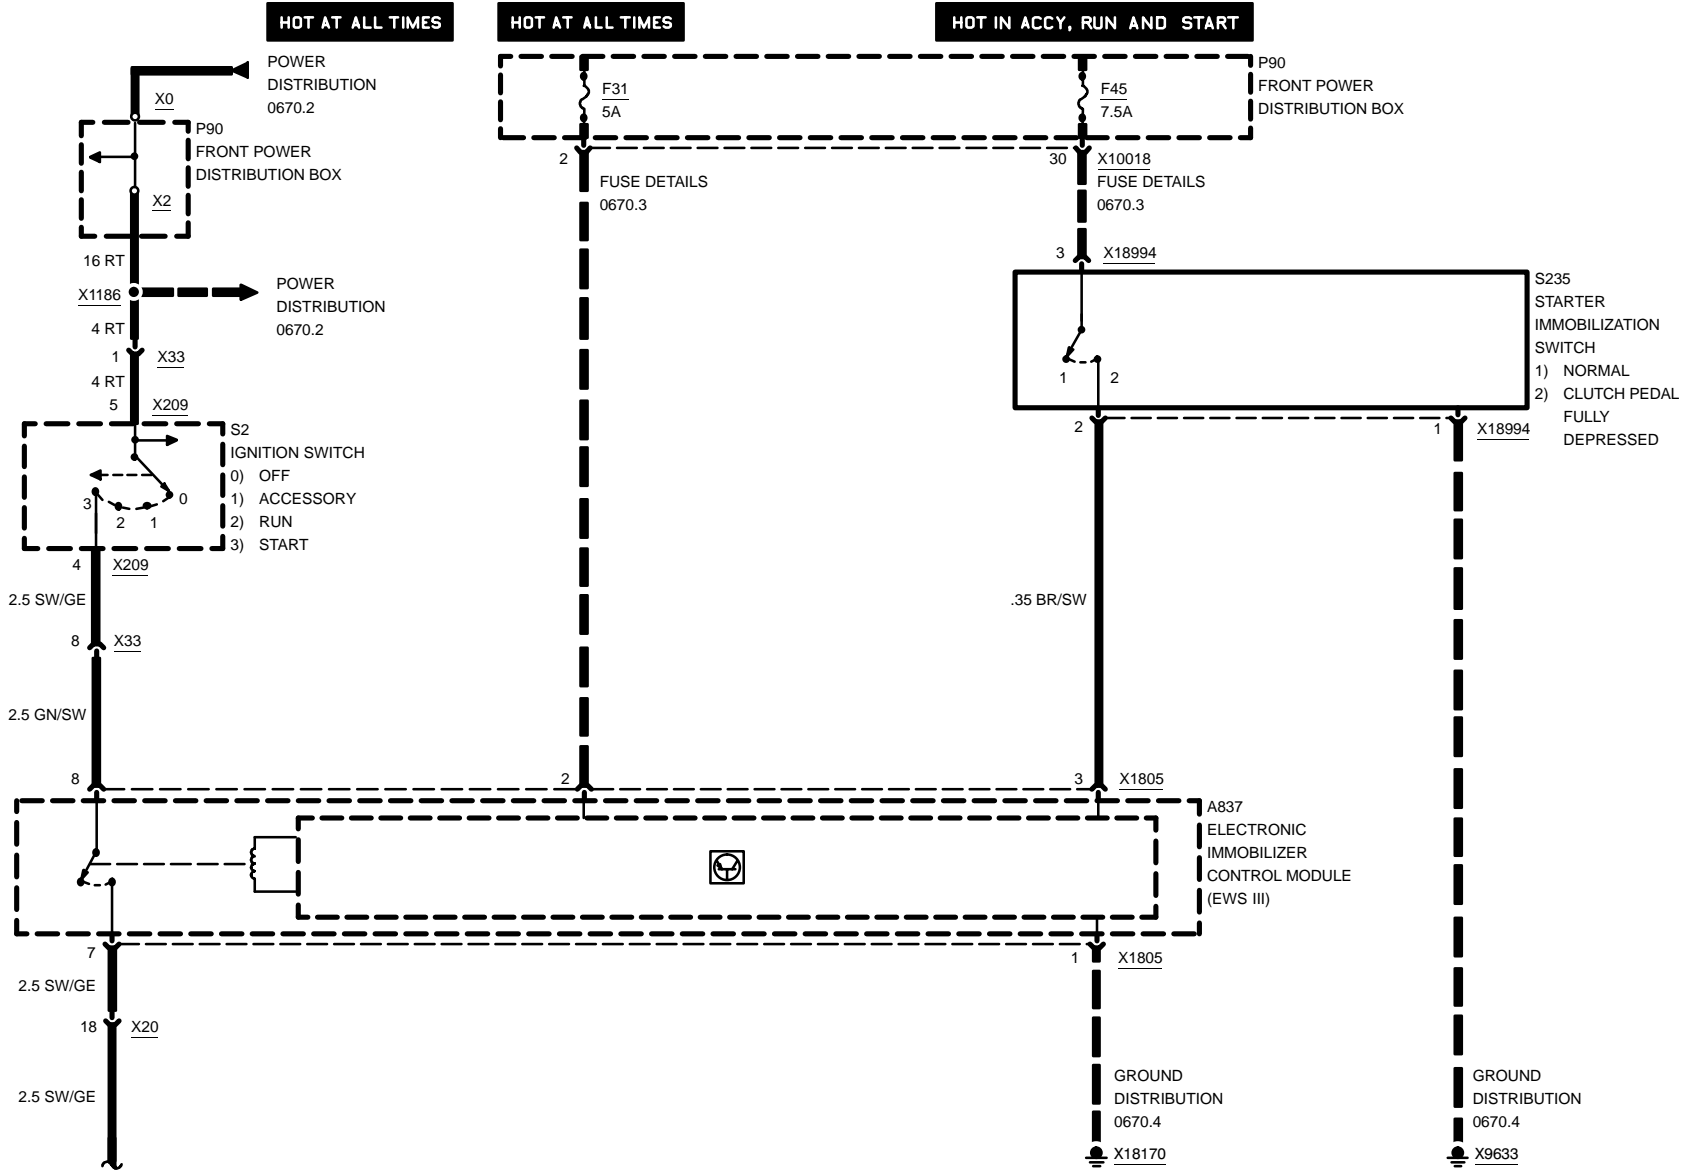 HOT AT ALL TIMES
HOT AT ALL TIMES
HOT IN ACCY, RUN AND START
POWER
DISTRIBUTION
0670.2
X0
P90
FRONT POWER
DISTRIBUTION BOX
X2
16 RT
X1186
POWER
DISTRIBUTION
0670.2
4 RT
1
X33
4 RT
5
X209
S2
IGNITION SWITCH
0) OFF
1) ACCESSORY
2) RUN
3) START
3
2
1
0
4
X209
2.5 SW/GE
8
X33
2.5 GN/SW
F31
5A
F45
7.5A
P90
FRONT POWER
DISTRIBUTION BOX
2
30
X10018
FUSE DETAILS
0670.3
FUSE DETAILS
0670.3
3
X18994
S235
STARTER
IMMOBILIZATION
SWITCH
1) NORMAL
2) CLUTCH PEDAL
FULLY
DEPRESSED
1
2
2
1
X18994
.35 BR/SW
8
2
3
X1805
A837
ELECTRONIC
IMMOBILIZER
CONTROL MODULE
(EWS III)
7
1
X1805
2.5 SW/GE
18
X20
2.5 SW/GE
GROUND
DISTRIBUTION
0670.4
X18170
GROUND
DISTRIBUTION
0670.4
X9633